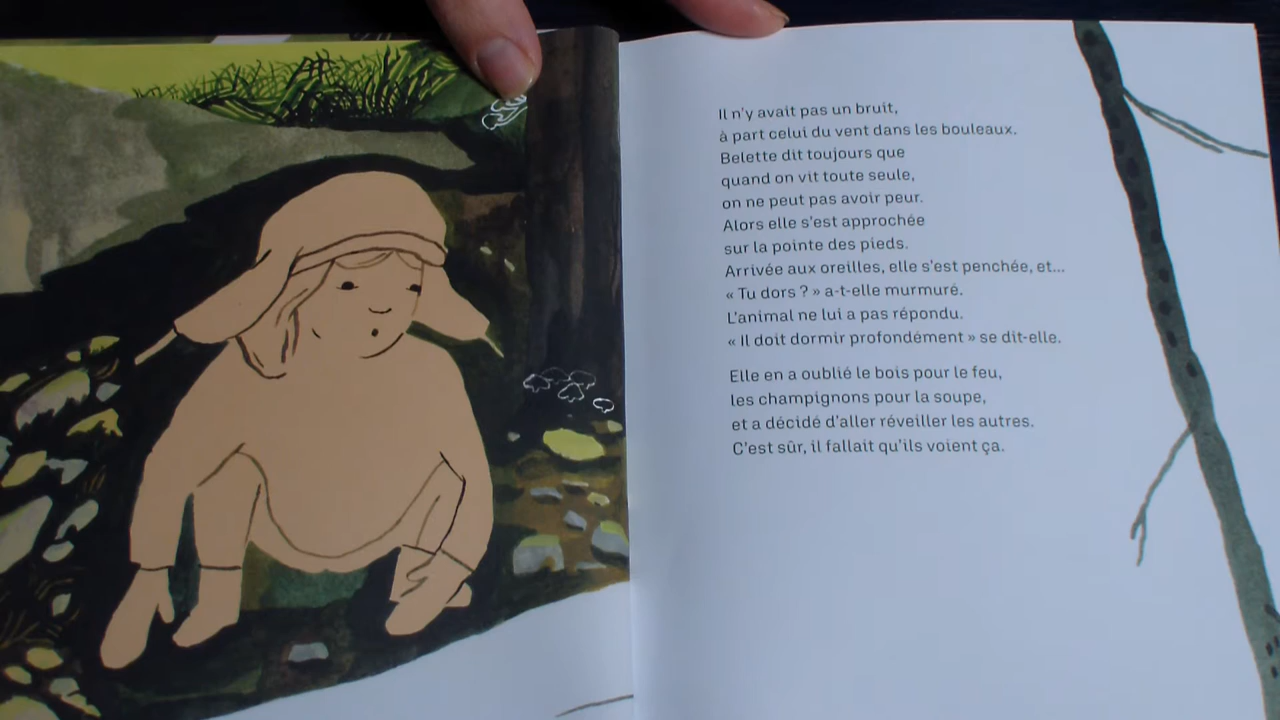 Il n'y avait pas un bruit,
à part celui du vent dans les bouleaux.
Belette dit toujours que
quand on vit toute seule,
on ne peut pas avoir peur.
Alors elle s'est approchée
sur la pointe des pieds.
Arrivée aux oreilles, elle s'est penchée, et...
« Tu dors ? » a-t-elle murmuré.
L'animal ne lui a pas répondu.
« Il doit dormir profondément » se dit-elle.
Elle en a oublié le bois pour le feu,
les champignons pour la soupe,
et a décidé d'aller réveiller les autres.
C'est sûr, il fallait qu'ils voient ça.